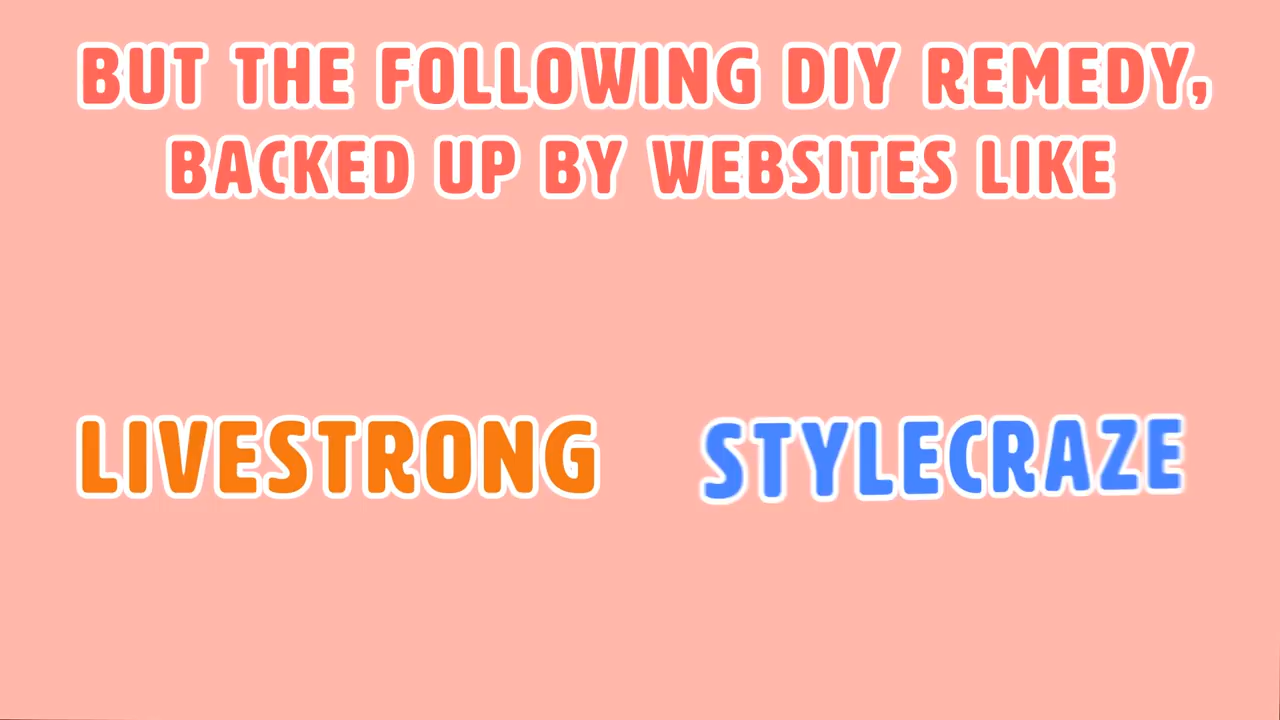 BUT THE FOLLOWING DIY REMEDY,
BACKED UP BY WEBSITES LIKE
LIVESTRONG STYLECRAZE